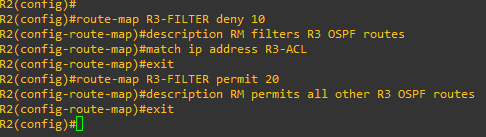 R2(config)#
R2(config)#route-map R3-FILTER deny 10
R2(config-route-map)#description RM filters R3 OSPF routes
R2(config-route-map)#match ip address R3-ACL
R2(config-route-map)#exit
R2(config)#route-map R3-FILTER permit 20
R2(config-route-map)#description RM permits all other R3 OSPF routes
R2(config-route-map)#exit
R2(config)#